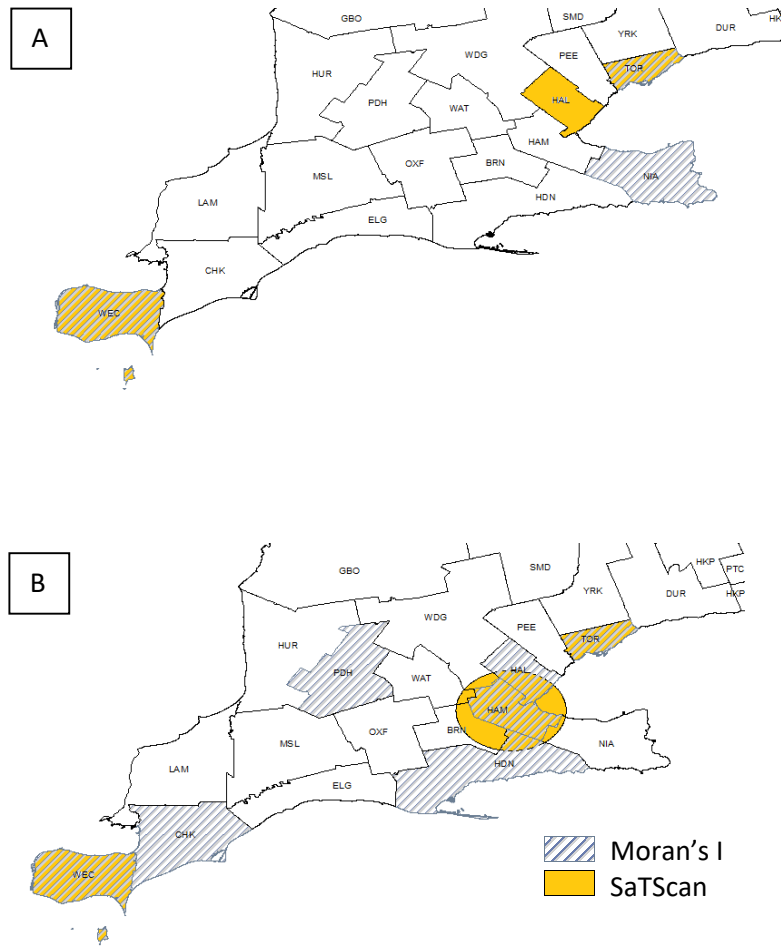 A
GBO
SMD
YRK
DUR
HK
HUR
WDG
PEE
TOR
PDH
WAT
HAL
HAM
OXF
BRN
MSL
NIA
LAM
HDN
ELG
CHK
WEC
B
GBO
SMD
HKP
PTC
YRK
DUR
HKP
WDG
PEE
HUR
TOR
PDH
WAT
HAL
HAM
OXF
BRN
MSL
NIA
LAM
HDN
ELG
CHK
WEC
Moran's I
SaTScan